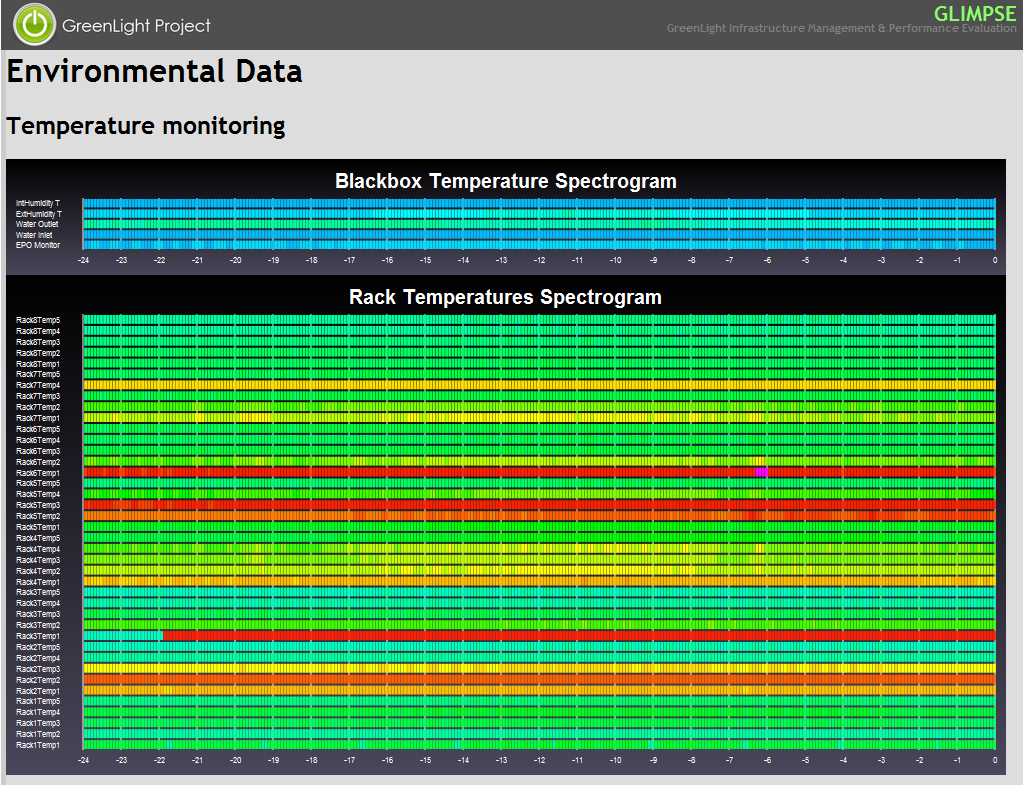 GreenLight Project
GLIMPSE
GreenLight Infrastructure Management & Performance Evaluation
Environmental Data
Temperature monitoring
Blackbox Temperature Spectrogram
IntHumidity T
ExtHumidity T
Water Outlet
Water Inlet
EPO Monitor
-24 -23 -22 -21 -20 -19 -18 -17 -16 -15 -14 -13 -12 -11 -10 -9 -8 -7 -6 -5 -4 -3 -2 -1 0
Rack Temperatures Spectrogram
Rack8Temp5
Rack8Temp4
Rack8Temp3
Rack8Temp2
Rack8Temp1
Rack7Temp5
Rack7Temp4
Rack7Temp3
Rack7Temp2
Rack7Temp1
Rack6Temp5
Rack6Temp4
Rack6Temp3
Rack6Temp2
Rack6Temp1
Rack5Temp5
Rack5Temp4
Rack5Temp3
Rack5Temp2
Rack5Temp1
Rack4Temp5
Rack4Temp4
Rack4Temp3
Rack4Temp2
Rack4Temp1
Rack3Temp5
Rack3Temp4
Rack3Temp3
Rack3Temp2
Rack3Temp1
Rack2Temp5
Rack2Temp4
Rack2Temp3
Rack2Temp2
Rack2Temp1
Rack1Temp5
Rack1Temp4
Rack1Temp3
Rack1Temp2
Rack1Temp1
-24 -23 -22 -21 -20 -19 -18 -17 -16 -15 -14 -13 -12 -11 -10 -9 -8 -7 -6 -5 -4 -3 -2 -1 0